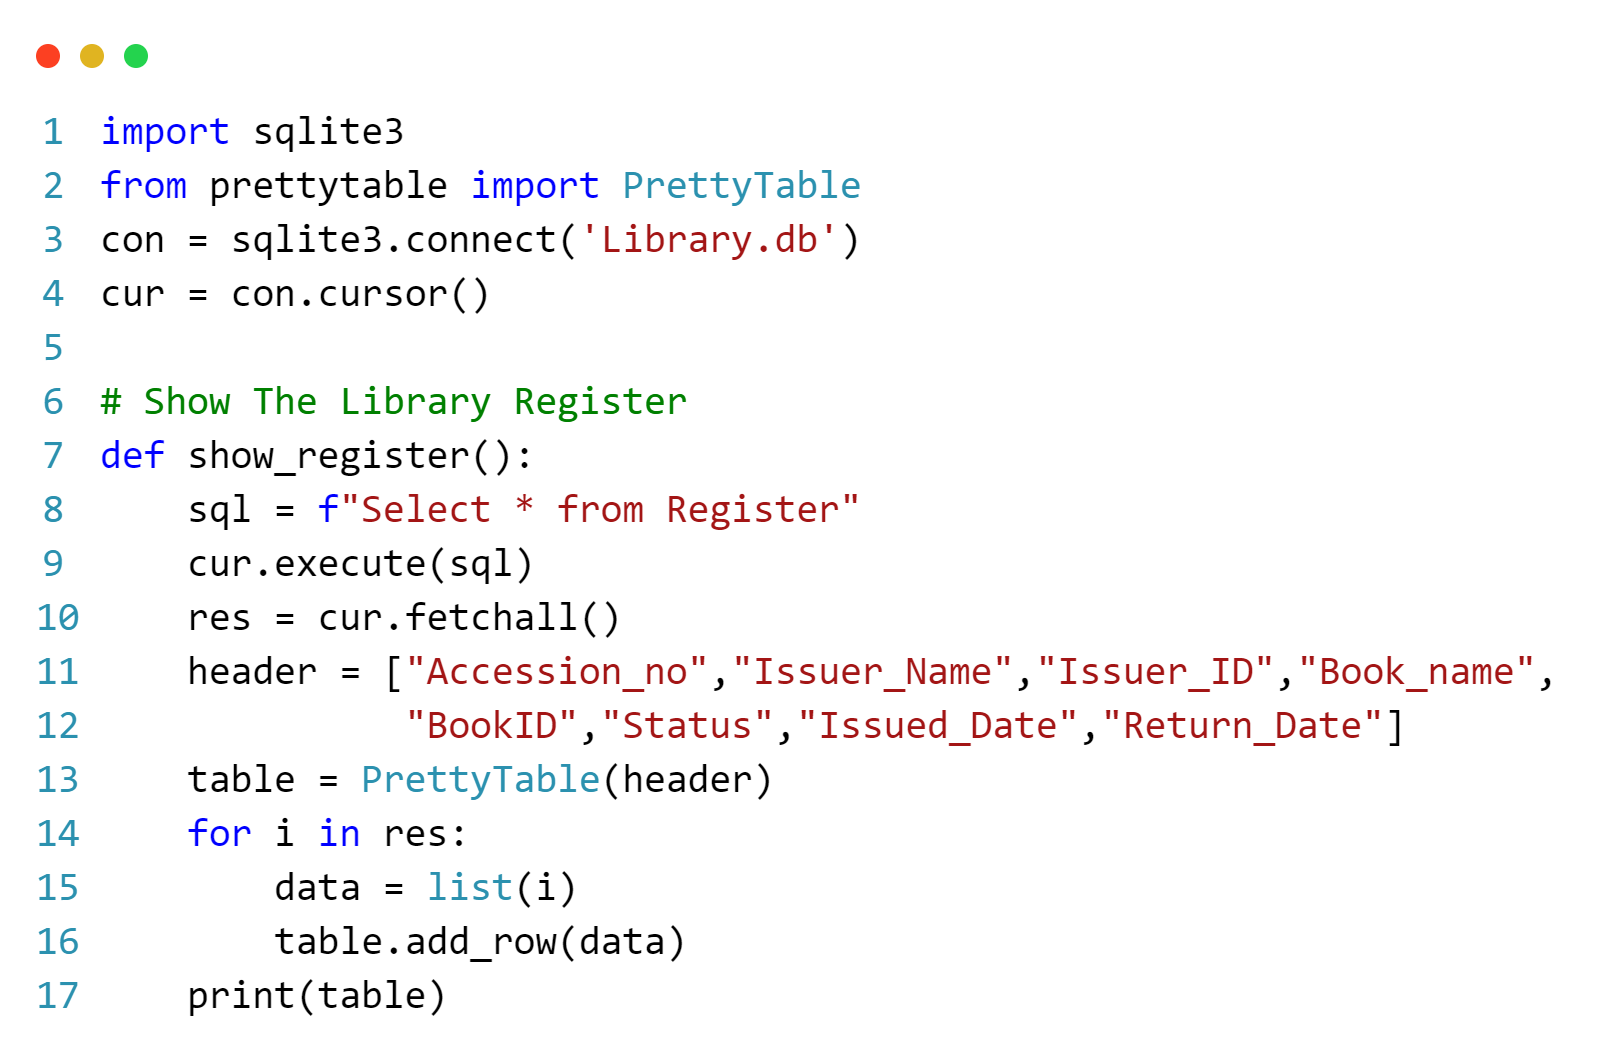 1 import sqlite3
2 from prettytable import PrettyTable
3 con = sqlite3.connect('Library.db')
4 cur = con.cursor()
5
6 # Show The Library Register
7 def show_register():
8     sql = f"Select * from Register"
9     cur.execute(sql)
10     res = cur.fetchall()
11     header = ["Accession_no","Issuer_Name","Issuer_ID","Book_name",
12               "BookID","Status","Issued_Date","Return_Date"]
13     table = PrettyTable(header)
14     for i in res:
15         data = list(i)
16         table.add_row(data)
17     print(table)